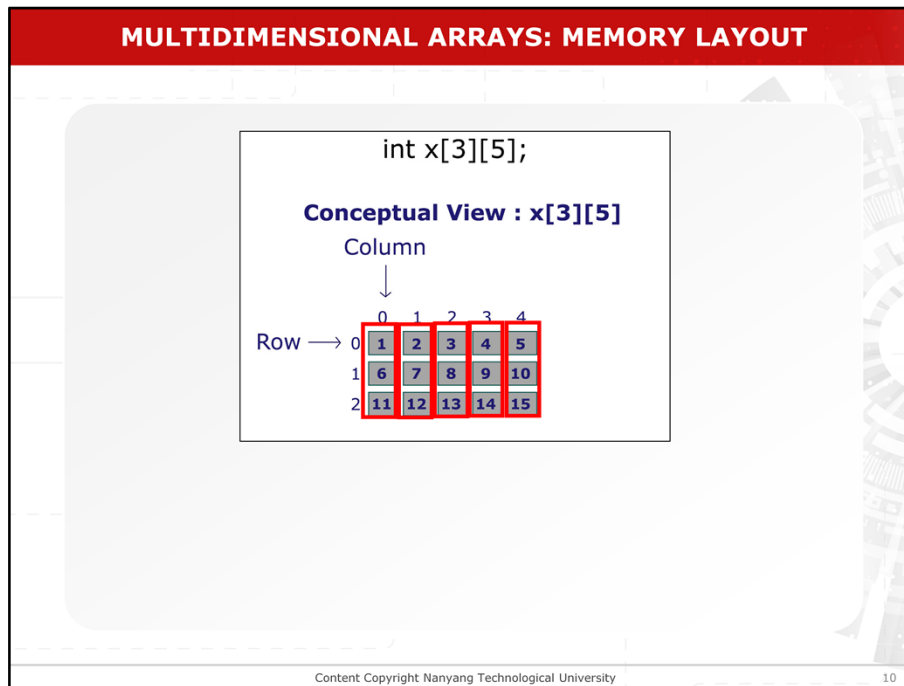 MULTIDIMENSIONAL ARRAYS: MEMORY LAYOUT
int x[3][5];
Conceptual View : x[3][5]
Column
0 1 2 3 4
Row 0 1 2 3 4 5
1 6 7 8 9 10
2 11 12 13 14 15
Content Copyright Nanyang Technological University 10